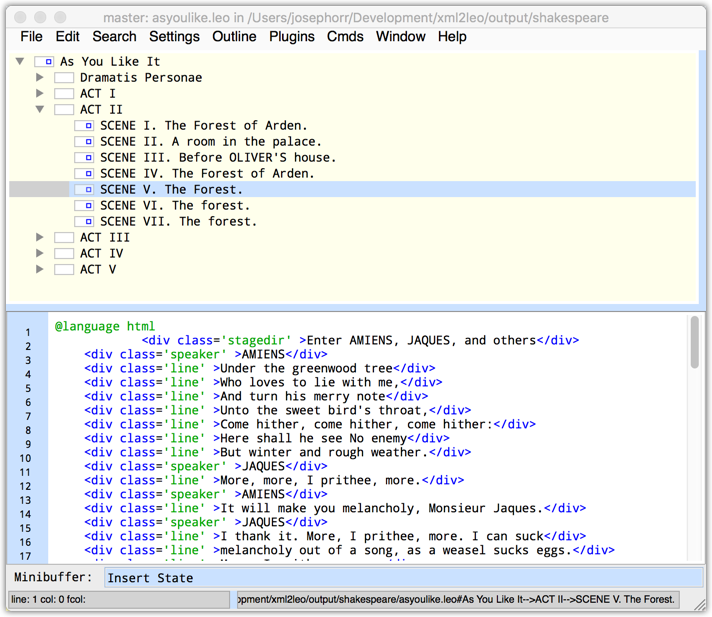 master: asyoulike.leo in /Users/josephorr/Development/xml2leo/output/shakespeare
File Edit Search Settings Outline Plugins Cmds Window Help
As You Like It
Dramatis Personae
ACT I
ACT II
SCENE I. The Forest of Arden.
SCENE II. A room in the palace.
SCENE III. Before OLIVER'S house.
SCENE IV. The Forest of Arden.
SCENE V. The Forest.
SCENE VI. The forest.
SCENE VII. The forest.
ACT III
ACT IV
ACT V
1 @language html
2 <div class='stagedir' >Enter AMIENS, JAQUES, and others</div>
3 <div class='speaker' >AMIENS</div>
4 <div class='line' >Under the greenwood tree</div>
5 <div class='line' >Who loves to lie with me,</div>
6 <div class='line' >And turn his merry note</div>
7 <div class='line' >Unto the sweet bird's throat,</div>
8 <div class='line' >Come hither, come hither, come hither:</div>
9 <div class='line' >Here shall he see No enemy</div>
10 <div class='line' >But winter and rough weather.</div>
11 <div class='speaker' >JAQUES</div>
12 <div class='line' >More, more, I prithee, more.</div>
13 <div class='speaker' >AMIENS</div>
14 <div class='line' >It will make you melancholy, Monsieur Jaques.</div>
15 <div class='speaker' >JAQUES</div>
16 <div class='line' >I thank it. More, I prithee, more. I can suck</div>
17 <div class='line' >melancholy out of a song, as a weasel sucks eggs.</div>
Minibuffer: Insert State
line: 1 col: 0 fcol: opment/xml2leo/output/shakespeare/asyoulike.leo#As You Like It-->ACT II-->SCENE V. The Forest.